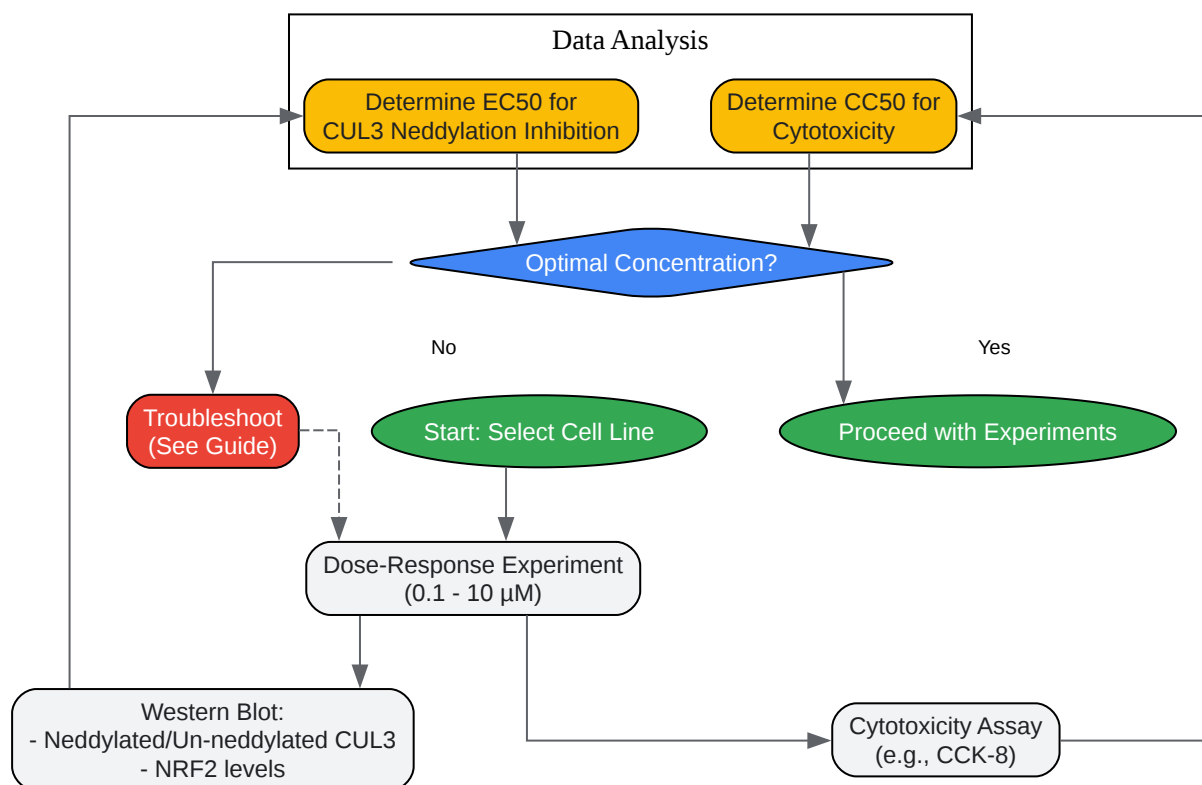 Data Analysis
Determine EC50 for
CUL3 Neddylation Inhibition
Determine CC50 for
Cytotoxicity
Optimal Concentration?
No
Yes
Troubleshoot
(See Guide)
Start: Select Cell Line
Proceed with Experiments
Dose-Response Experiment
(0.1 - 10 µM)
Western Blot:
- Neddylated/Un-neddylated CUL3
- NRF2 levels
Cytotoxicity Assay
(e.g., CCK-8)